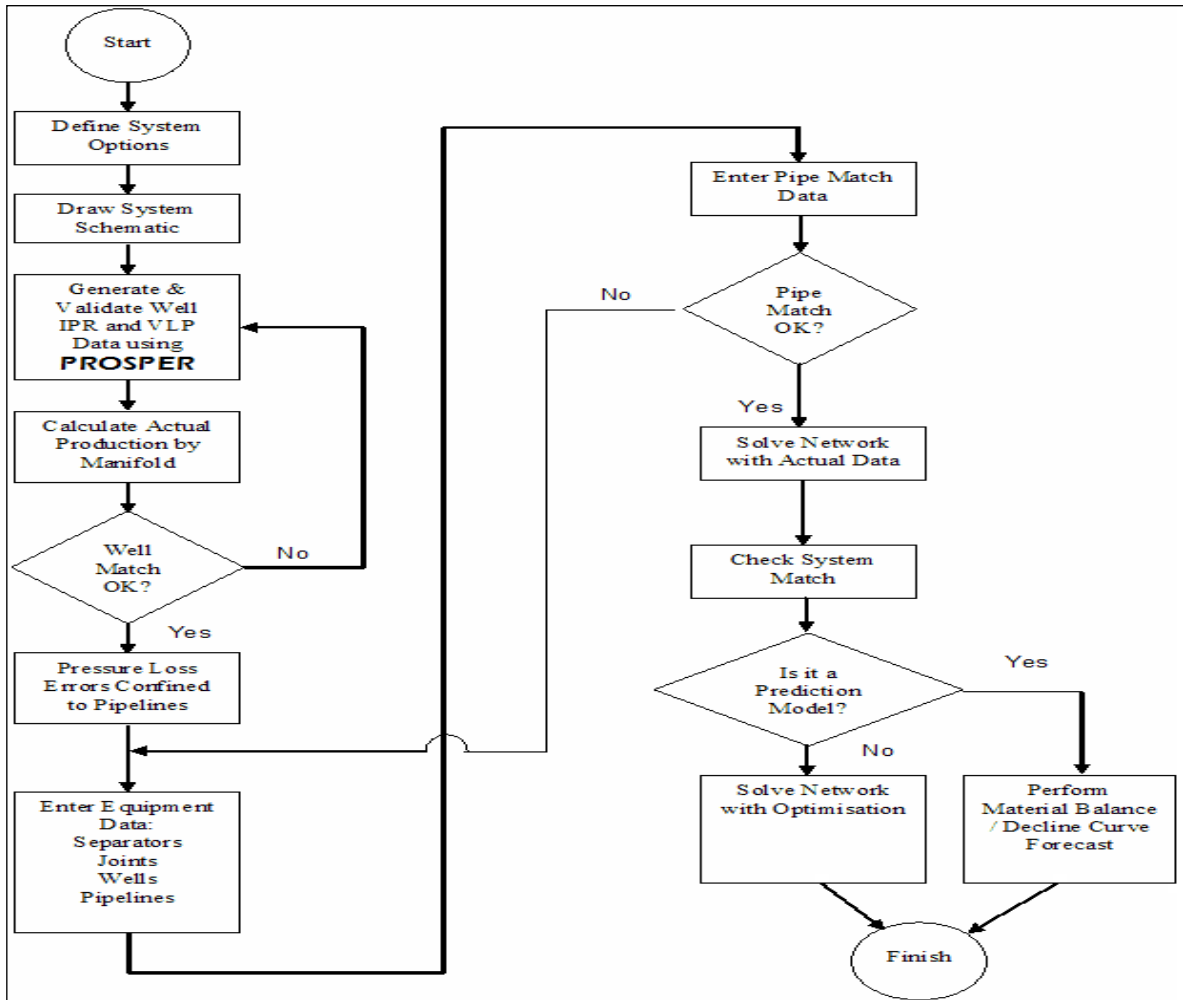 Start
Define System
Options
Draw System
Schematic
Generate &
Validate Well
IPR and VLP
Data using
PROSPER
Calculate Actual
Production by
Manifold
Well
Match
OK?
No
Yes
Pressure Loss
Errors Confined
to Pipelines
Enter Equipment
Data:
Separators
Joints
Wells
Pipelines
Enter Pipe Match
Data
Pipe
Match
OK?
No
Yes
Solve Network
with Actual Data
Check System
Match
Is it a
Prediction
Model?
Yes
No
Solve Network
with Optimisation
Perform
Material Balance
/ Decline Curve
Forecast
Finish